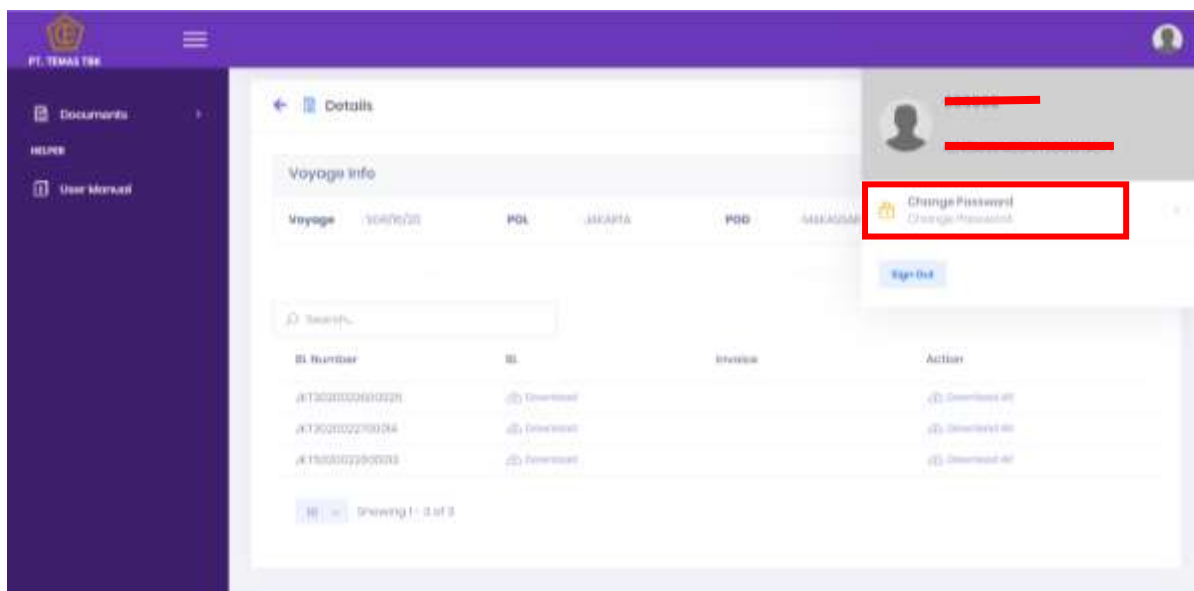 PT. TEMAS TBK
Documents
HELPER
User Manual
Details
Voyage Info
Voyage POL JAKARTA POD MAKASSAR
Search...
BL Number BL Invoice Action
Download Download All
Download Download All
Download Download All
10 Showing 1 - 3 of 3
Change Password
Change Password
Sign Out